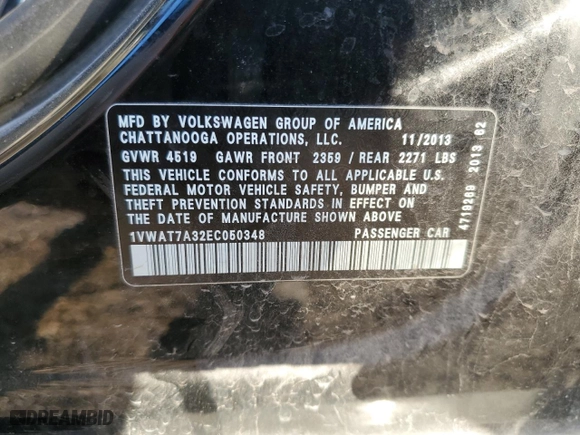 MFD BY VOLKSWAGEN GROUP OF AMERICA
CHATTANOOGA OPERATIONS, LLC. 11/2013
GVWR 4519 GAWR FRONT 2359 / REAR 2271 LBS
THIS VEHICLE CONFORMS TO ALL APPLICABLE U.S.
FEDERAL MOTOR VEHICLE SAFETY, BUMPER AND
THEFT PREVENTION STANDARDS IN EFFECT ON
THE DATE OF MANUFACTURE SHOWN ABOVE
1VWAT7A32EC050348 PASSENGER CAR
4719269 2013 62
DREAMBID